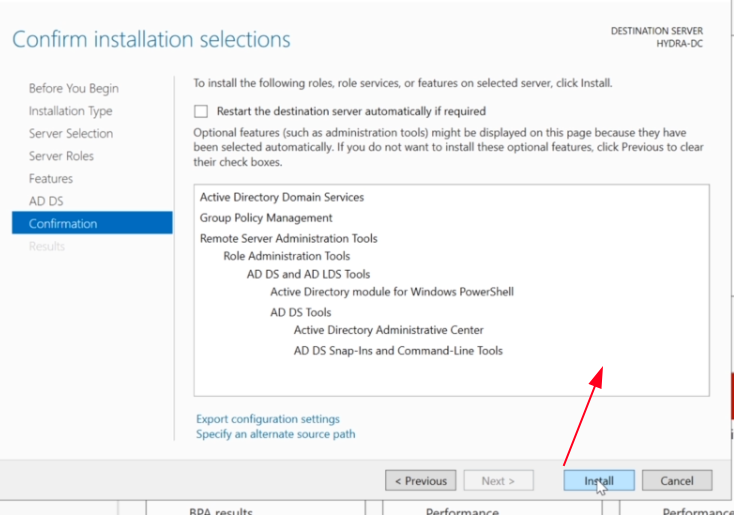 Confirm installation selections
DESTINATION SERVER
HYDRA-DC
Before You Begin
Installation Type
Server Selection
Server Roles
Features
AD DS
Confirmation
Results
To install the following roles, role services, or features on selected server, click Install.
Restart the destination server automatically if required
Optional features (such as administration tools) might be displayed on this page because they have
been selected automatically. If you do not want to install these optional features, click Previous to clear
their check boxes.
Active Directory Domain Services
Group Policy Management
Remote Server Administration Tools
Role Administration Tools
AD DS and AD LDS Tools
Active Directory module for Windows PowerShell
AD DS Tools
Active Directory Administrative Center
AD DS Snap-Ins and Command-Line Tools
Export configuration settings
Specify an alternate source path
< Previous
Next >
Install
Cancel
BPA results
Performance
Performance